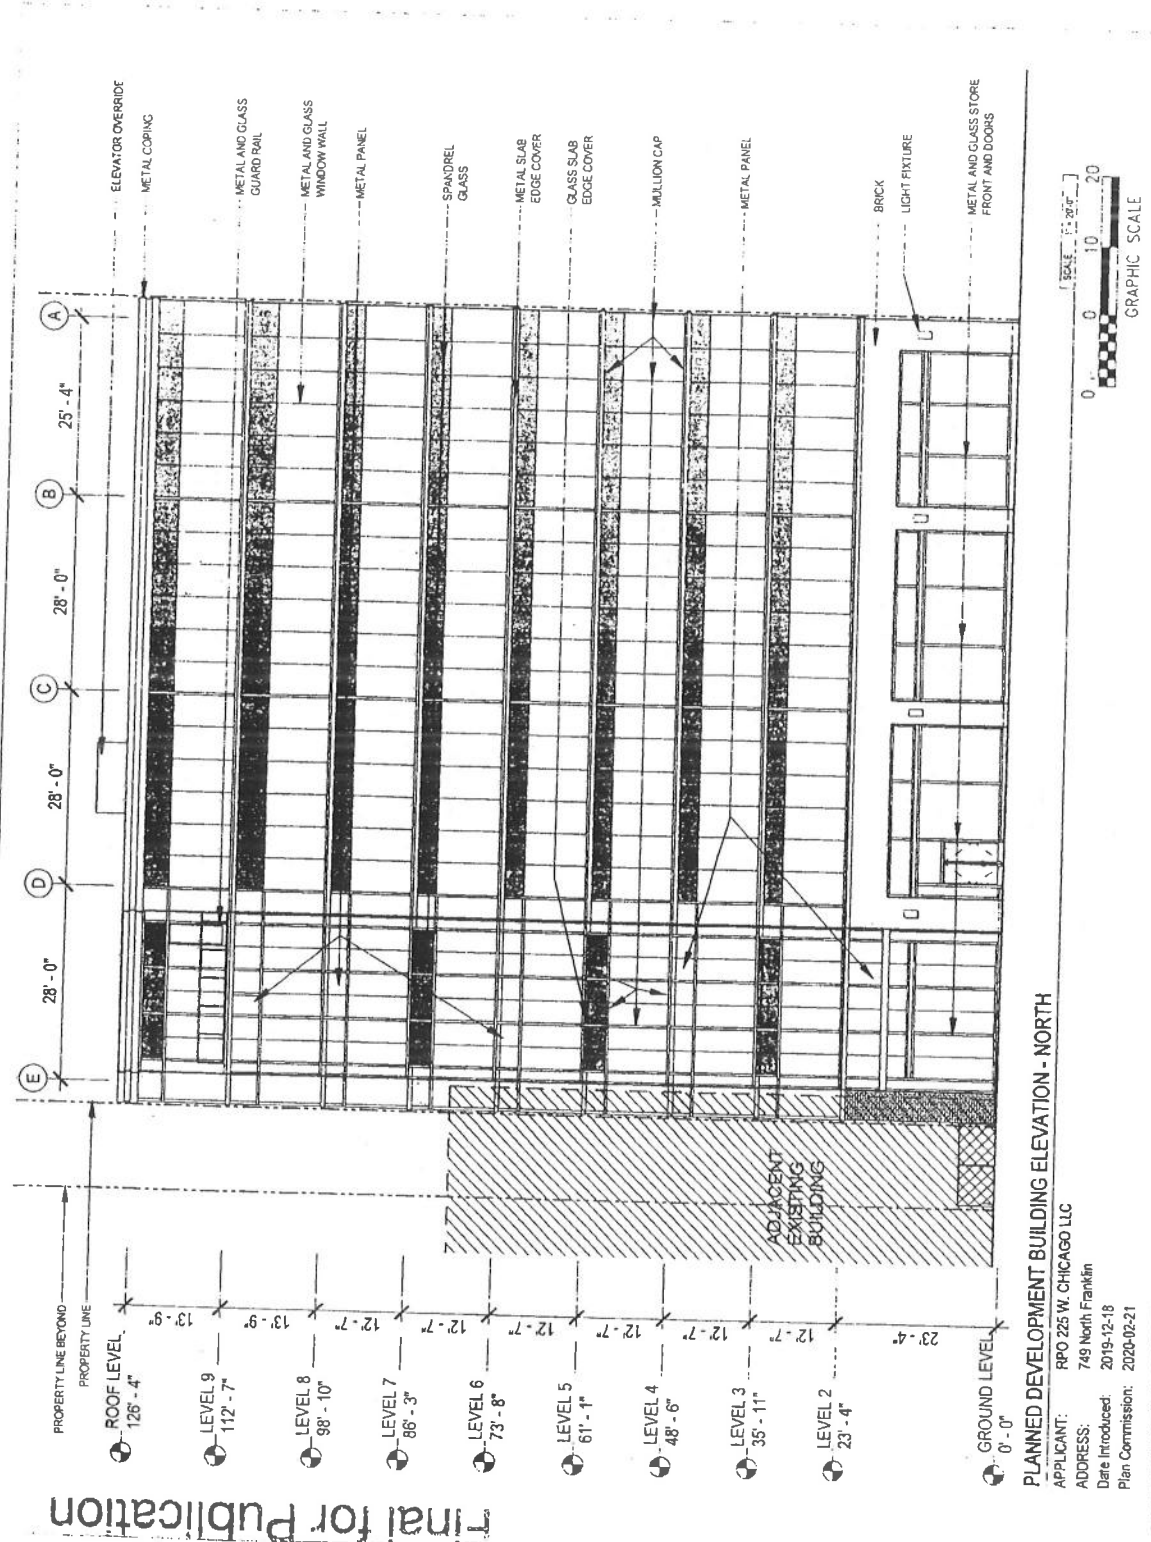 Final for Publication
PROPERTY LINE BEYOND
PROPERTY LINE
ROOF LEVEL
126' - 4"
LEVEL 9
112' - 7"
LEVEL 8
98' - 10"
LEVEL 7
86' - 3"
LEVEL 6
73' - 8"
LEVEL 5
61' - 1"
LEVEL 4
48' - 6"
LEVEL 3
35' - 11"
LEVEL 2
23' - 4"
GROUND LEVEL
0' - 0"
13' - 9"
13' - 9"
12' - 7"
12' - 7"
12' - 7"
12' - 7"
12' - 7"
12' - 7"
23' - 4"
E
28' - 0"
D
28' - 0"
C
28' - 0"
B
25' - 4"
A
ADJACENT
EXISTING
BUILDING
ELEVATOR OVERRIDE
METAL COPING
METAL AND GLASS
GUARD RAIL
METAL AND GLASS
WINDOW WALL
METAL PANEL
SPANDREL
GLASS
METAL SLAB
EDGE COVER
GLASS SLAB
EDGE COVER
MULLION CAP
METAL PANEL
BRICK
LIGHT FIXTURE
METAL AND GLASS STORE
FRONT AND DOORS
PLANNED DEVELOPMENT BUILDING ELEVATION - NORTH
APPLICANT: RPO 225 W. CHICAGO LLC
ADDRESS: 749 North Franklin
Date Introduced: 2019-12-18
Plan Commission: 2020-02-21
SCALE 1" = 20'-0"
0 0 10 20
GRAPHIC SCALE